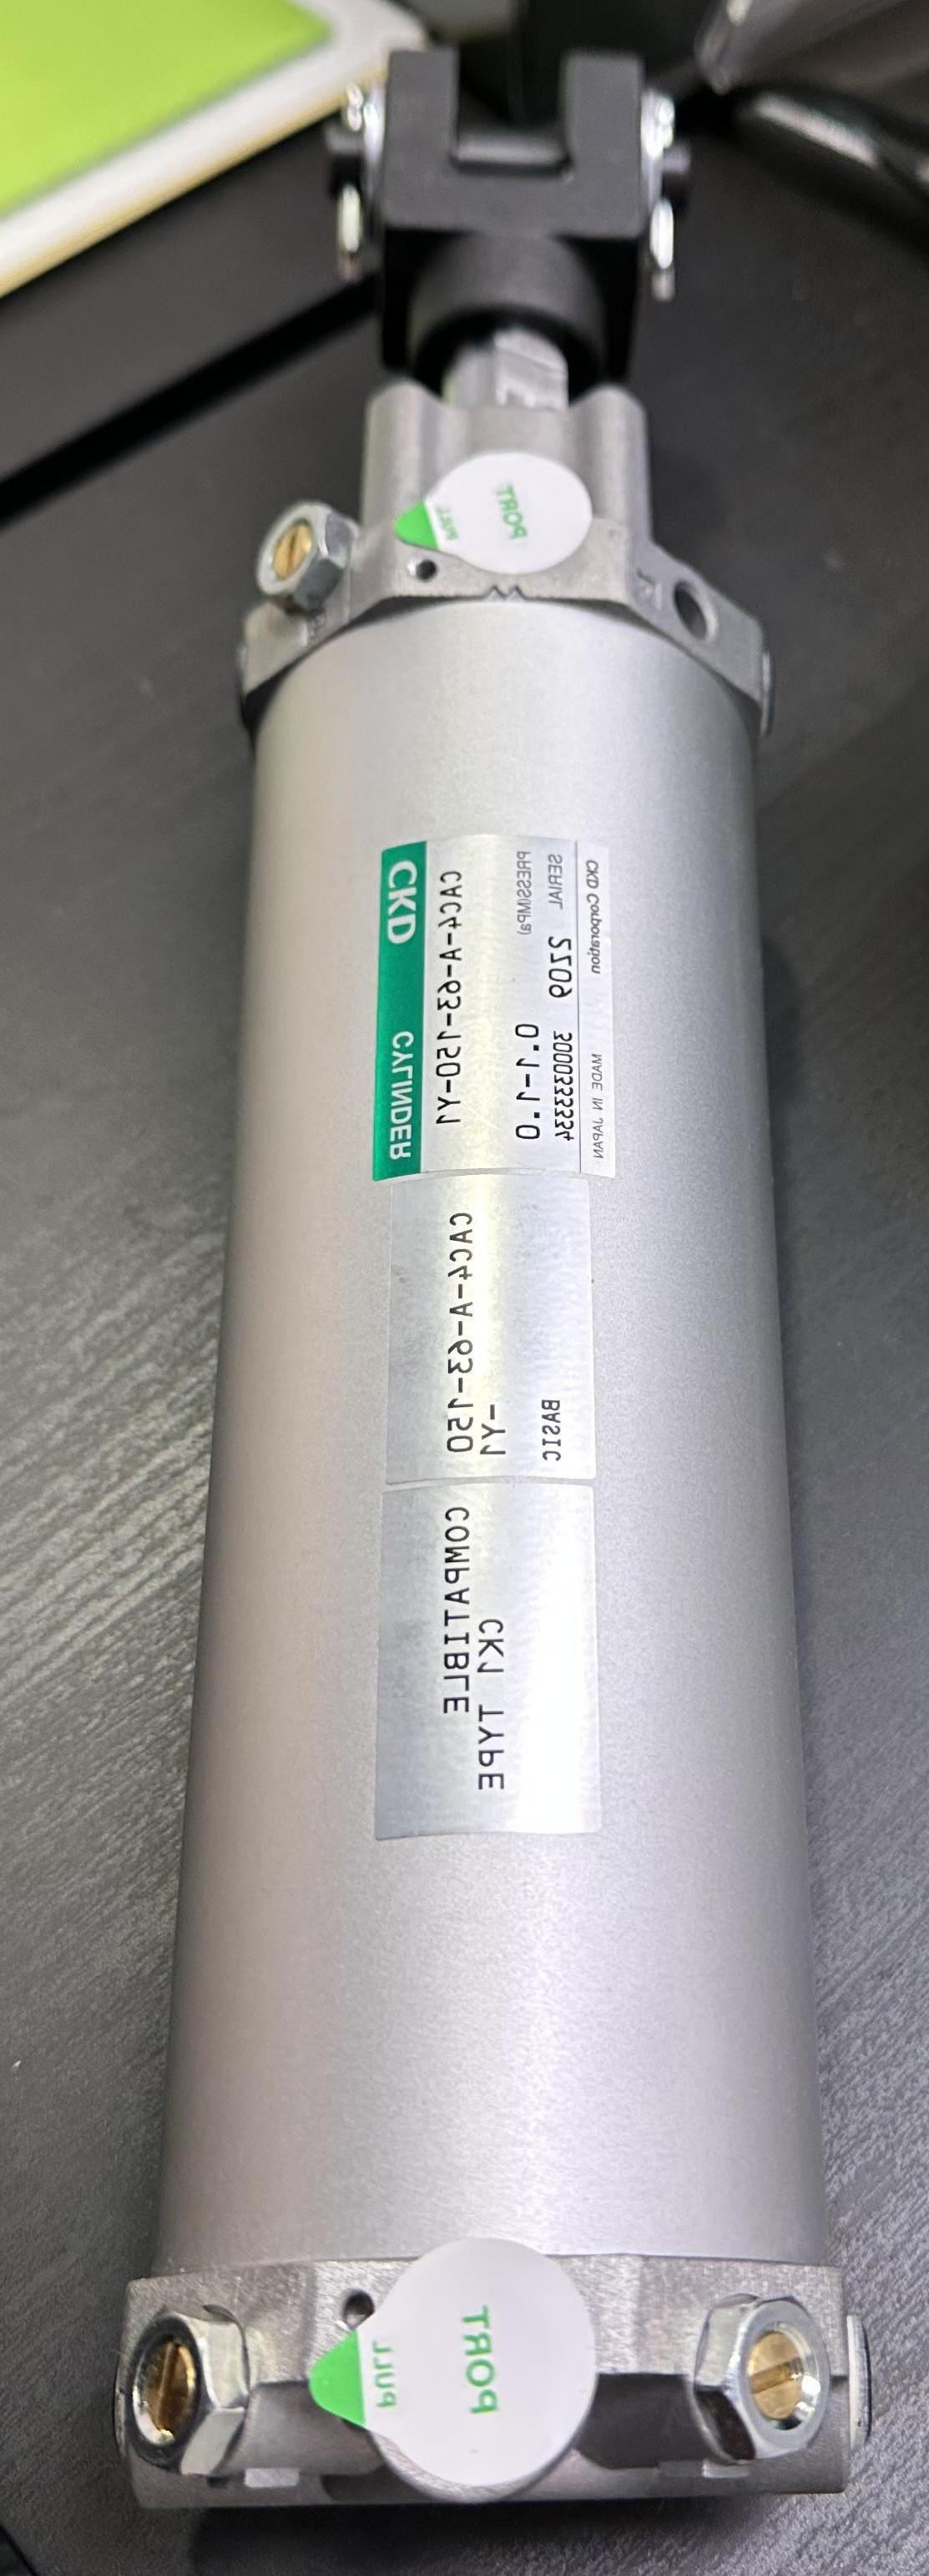 PORT
PULL
CKD CYLINDER
CAC4-A-63-150-Y1
PRESS(MPa) 0.1-1.0
SERIAL 2209 3000333334
CKD Corporation MADE IN JAPAN
CAC4-A-63-150
-Y1
BASIC
COMPATIBLE
CK1 TYPE
PULL
PORT